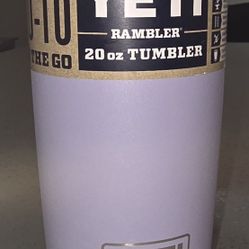 YETI
RAMBLER®
20 oz TUMBLER
THE GO